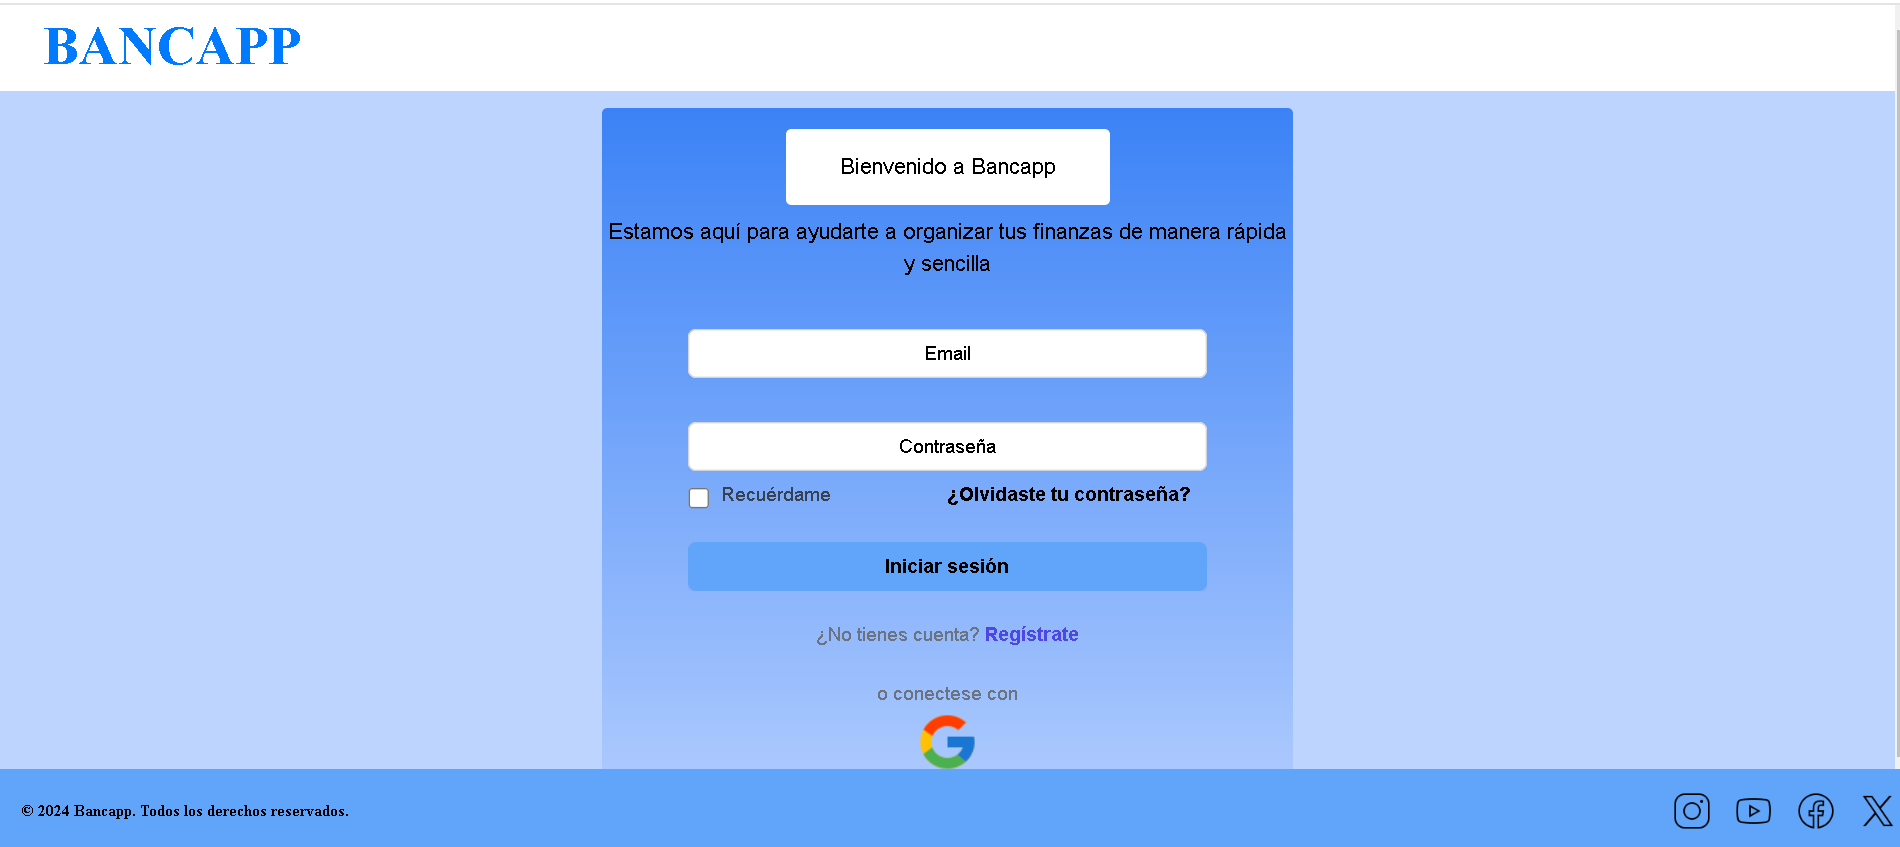 BANCAPP
Bienvenido a Bancapp
Estamos aquí para ayudarte a organizar tus finanzas de manera rápida
y sencilla
Email
Contraseña
Recuérdame ¿Olvidaste tu contraseña?
Iniciar sesión
¿No tienes cuenta? Regístrate
o conectese con
© 2024 Bancapp. Todos los derechos reservados.